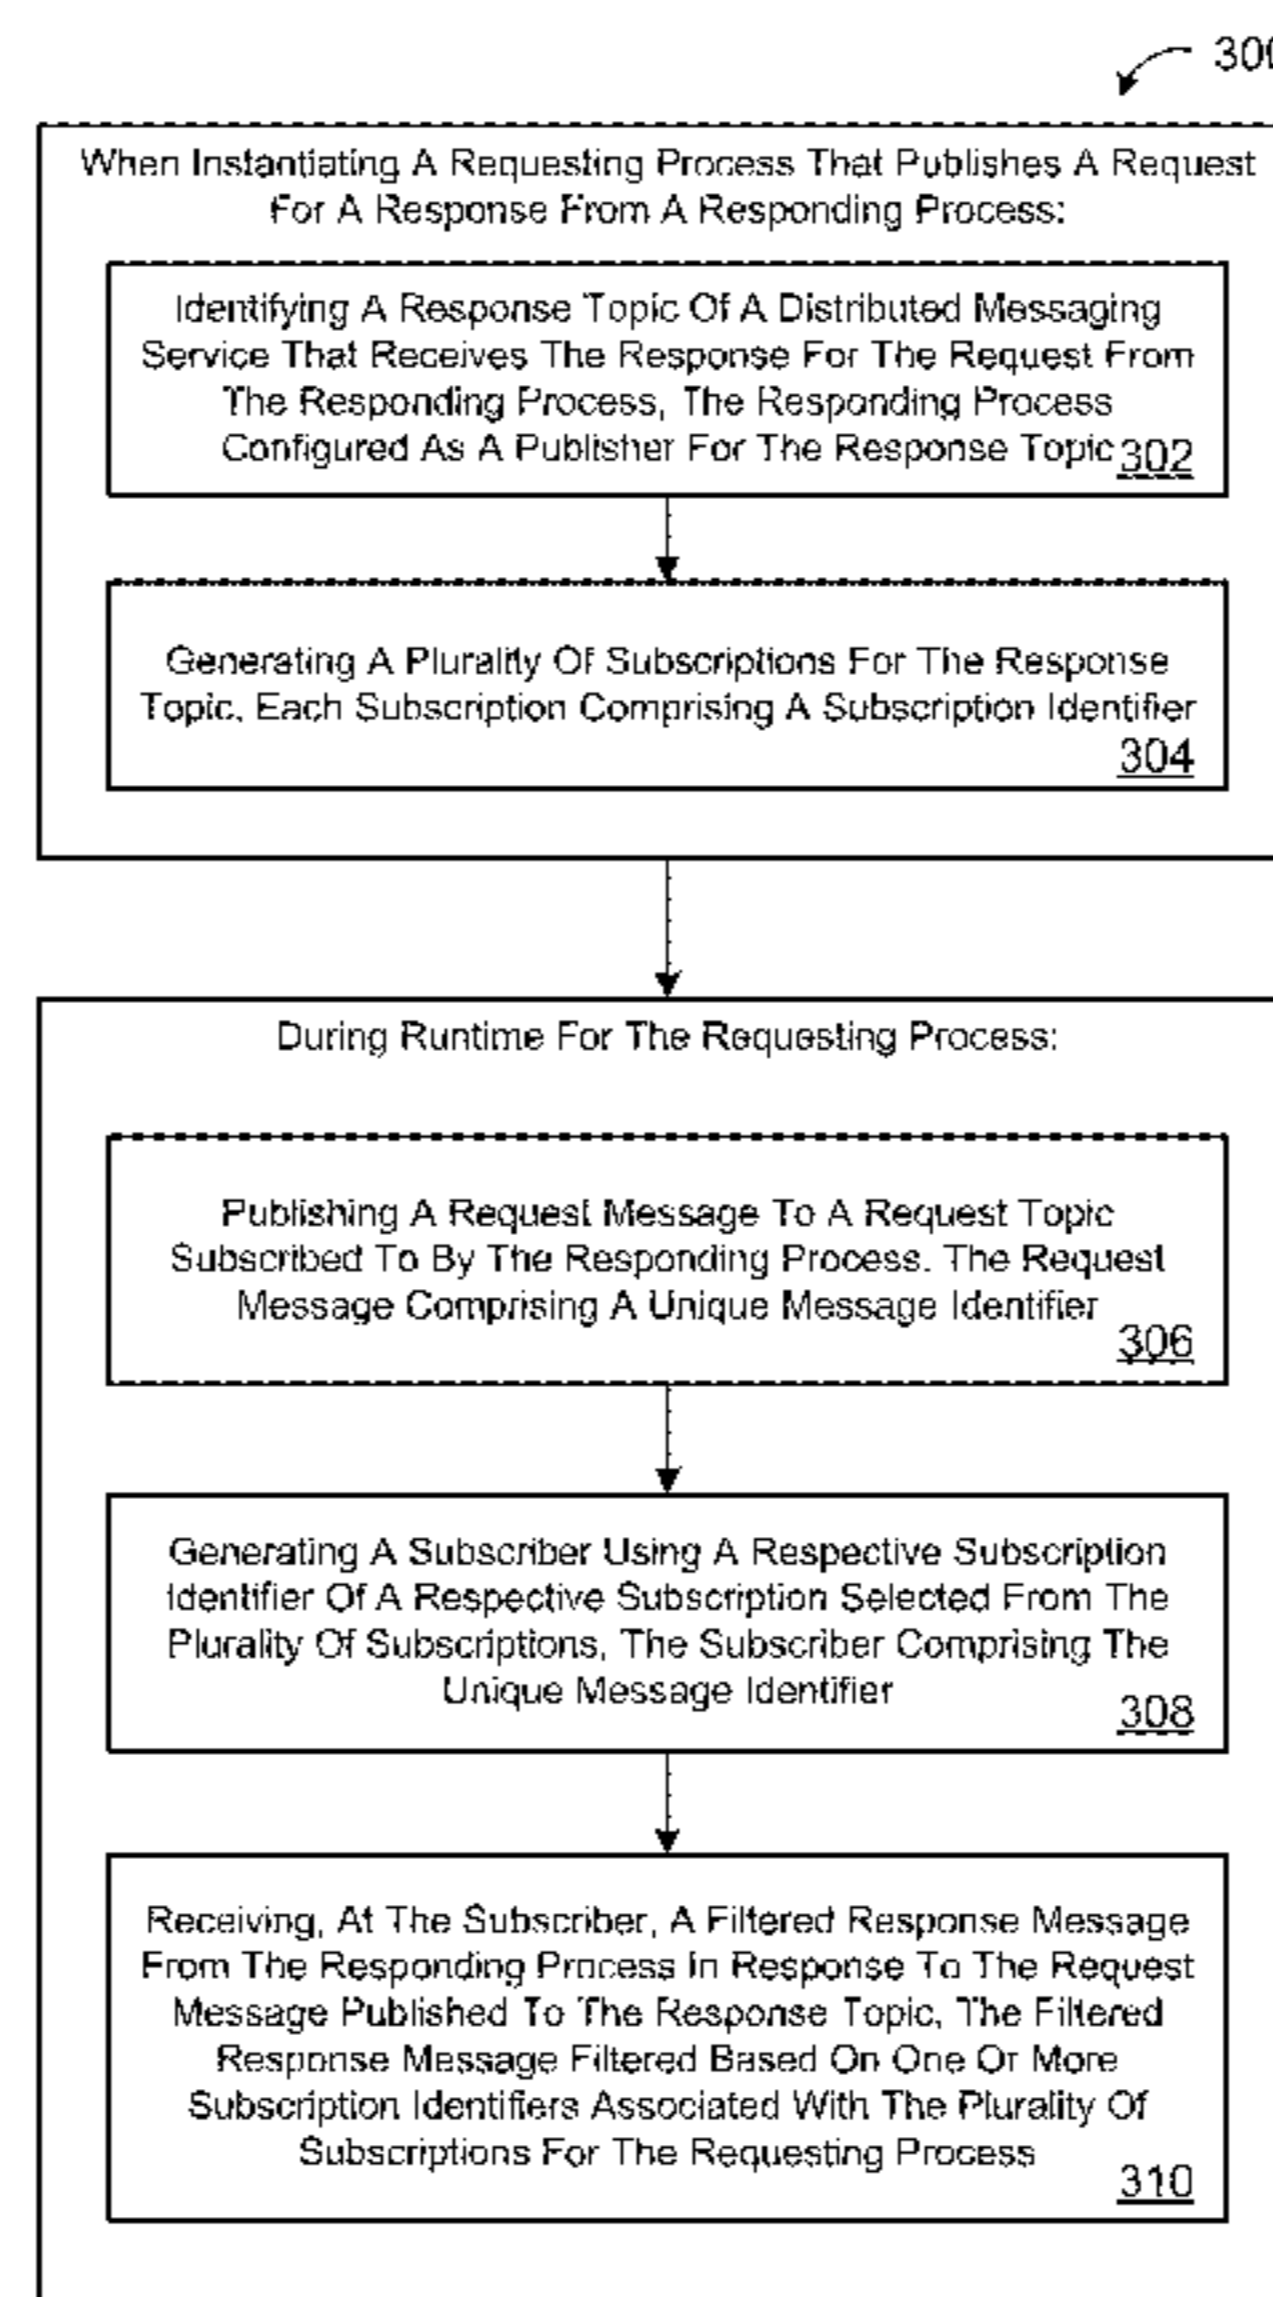 300
When Instantiating A Requesting Process That Publishes A Request
For A Response From A Responding Process:
Identifying A Response Topic Of A Distributed Messaging
Service That Receives The Response For The Request From
The Responding Process, The Responding Process
Configured As A Publisher For The Response Topic
302
Generating A Plurality Of Subscriptions For The Response
Topic, Each Subscription Comprising A Subscription Identifier
304
During Runtime For The Requesting Process:
Publishing A Request Message To A Request Topic
Subscribed To By The Responding Process. The Request
Message Comprising A Unique Message Identifier
306
Generating A Subscriber Using A Respective Subscription
Identifier Of A Respective Subscription Selected From The
Plurality Of Subscriptions, The Subscriber Comprising The
Unique Message Identifier
308
Receiving, At The Subscriber, A Filtered Response Message
From The Responding Process In Response To The Request
Message Published To The Response Topic, The Filtered
Response Message Filtered Based On One Or More
Subscription Identifiers Associated With The Plurality Of
Subscriptions For The Requesting Process
310